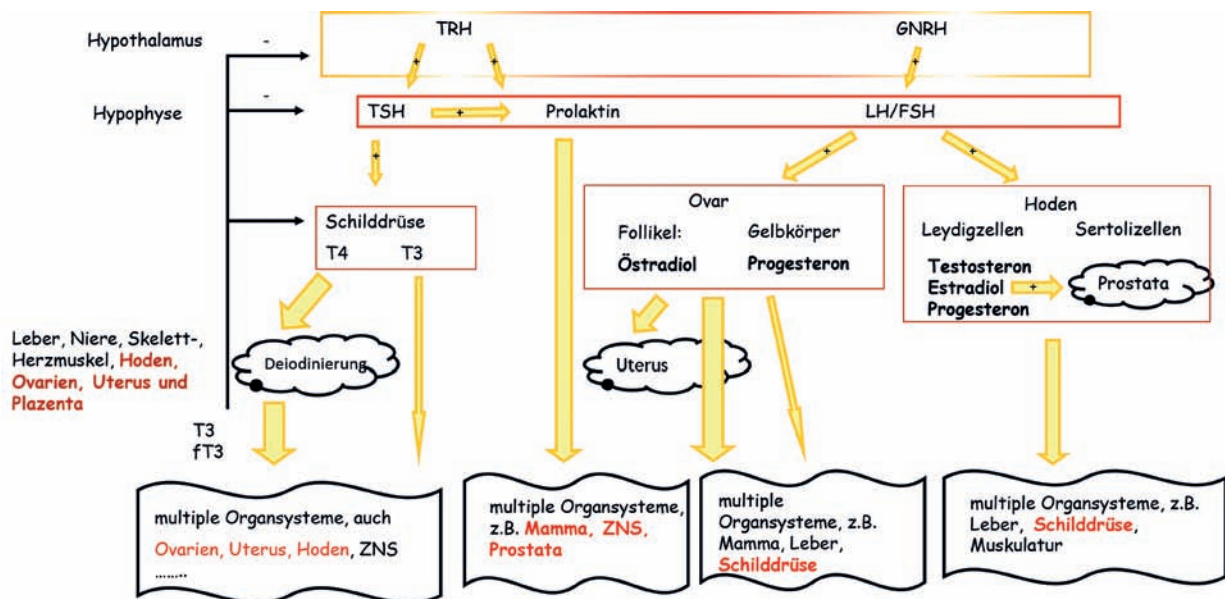 TRH
GNRH
Hypothalamus
-
+
+
+
-
Hypophyse
TSH
+
Prolaktin
LH/FSH
+
+
+
Schilddrüse
T4
T3
Ovar
Follikel:
Gelbkörper
Östradiol
Progesteron
Hoden
Leydigzellen
Sertolizellen
Testosteron
Estradiol
Progesteron
+
Prostata
Leber, Niere, Skelett-,
Herzmuskel, Hoden,
Ovarien, Uterus und
Plazenta
Deiodinierung
Uterus
T3
fT3
multiple Organsysteme, auch
Ovarien, Uterus, Hoden, ZNS
........
multiple Organsysteme,
z.B. Mamma, ZNS,
Prostata
multiple
Organsysteme, z.B.
Mamma, Leber,
Schilddrüse
multiple Organsysteme, z.B.
Leber, Schilddrüse,
Muskulatur